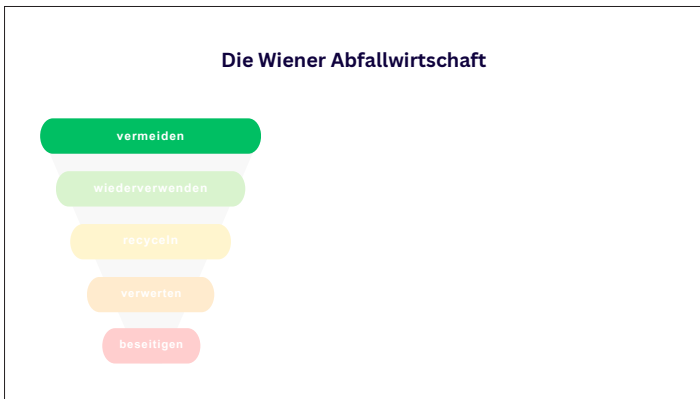 Die Wiener Abfallwirtschaft
vermeiden
wiederverwenden
recyceln
verwerten
beseitigen